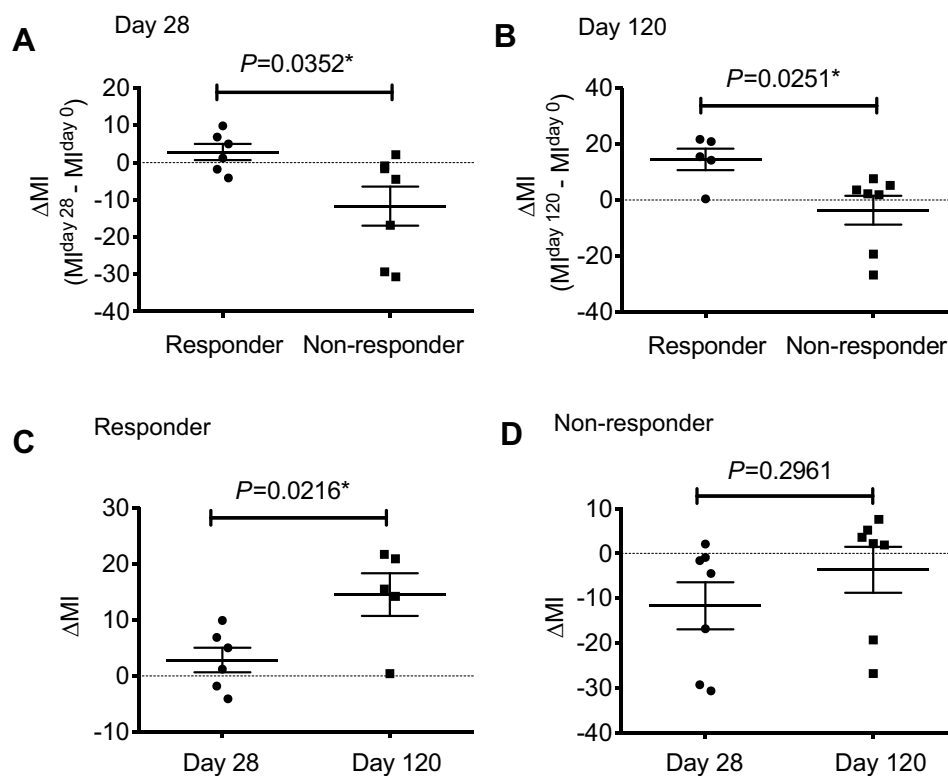 A
Day 28
P=0.0352*
ΔMI
(MI^day 28 - MI^day 0)
20
10
0
-10
-20
-30
-40
Responder
Non-responder
B
Day 120
P=0.0251*
ΔMI
(MI^day 120 - MI^day 0)
40
20
0
-20
-40
Responder
Non-responder
C
Responder
P=0.0216*
ΔMI
30
20
10
0
-10
Day 28
Day 120
D
Non-responder
P=0.2961
ΔMI
10
0
-10
-20
-30
-40
Day 28
Day 120